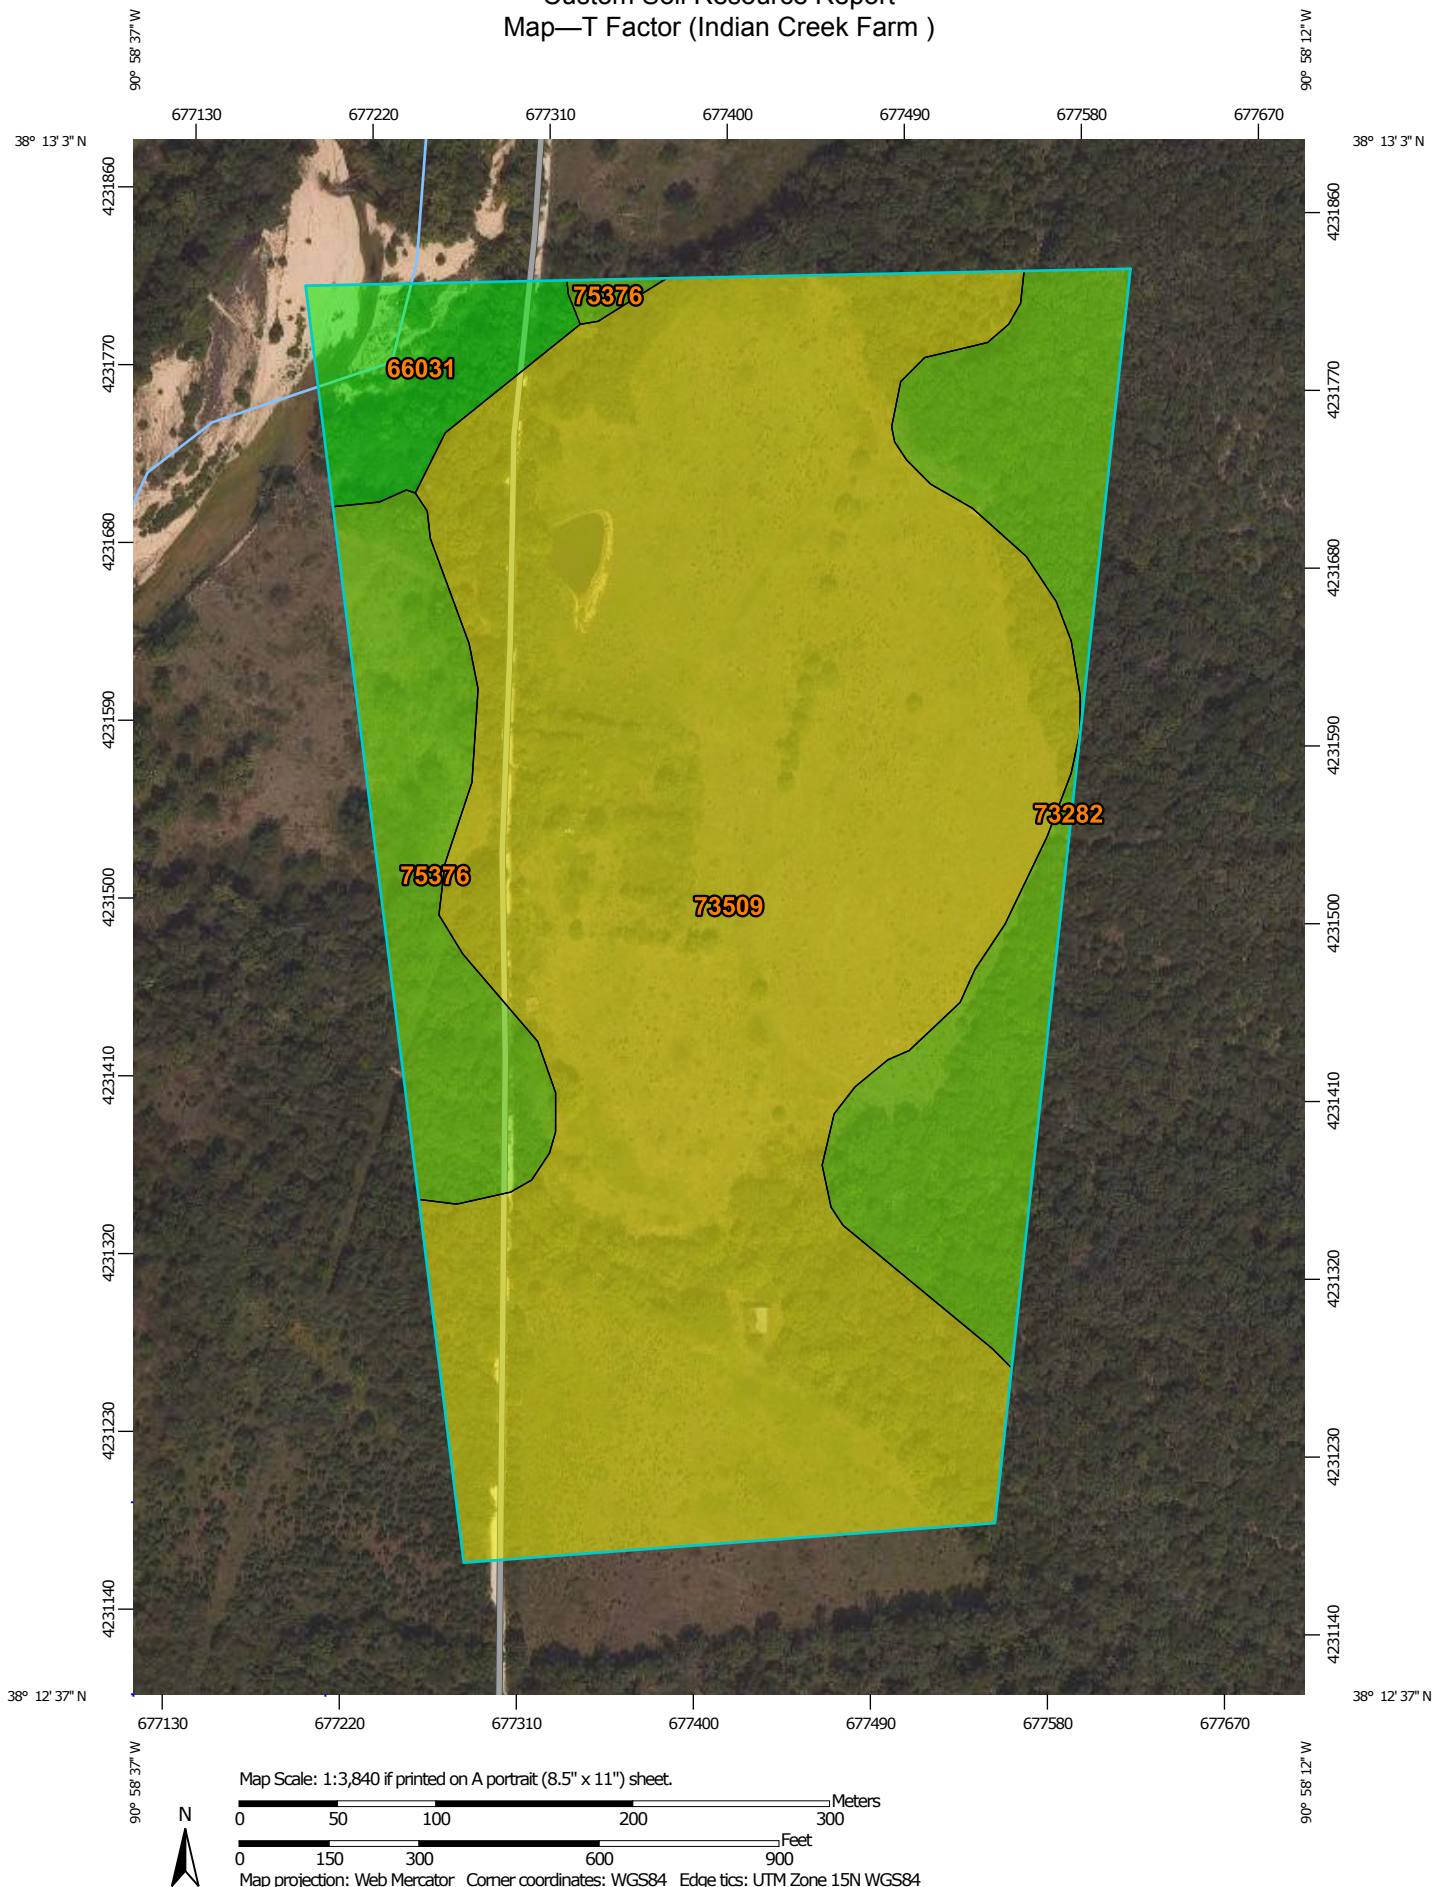 Custom Soil Resource Report
Map—T Factor (Indian Creek Farm )
90° 58' 37" W
90° 58' 12" W
677130 677220 677310 677400 677490 677580 677670
38° 13' 3" N
38° 13' 3" N
4231860
4231860
75376
66031
4231770
4231770
4231680
4231680
4231590
4231590
73282
75376
73509
4231500
4231500
4231410
4231410
4231320
4231320
4231230
4231230
4231140
4231140
38° 12' 37" N
38° 12' 37" N
677130 677220 677310 677400 677490 677580 677670
90° 58' 37" W
90° 58' 12" W
Map Scale: 1:3,840 if printed on A portrait (8.5" x 11") sheet.
N
Meters
0 50 100 200 300
Feet
0 150 300 600 900
Map projection: Web Mercator Corner coordinates: WGS84 Edge tics: UTM Zone 15N WGS84